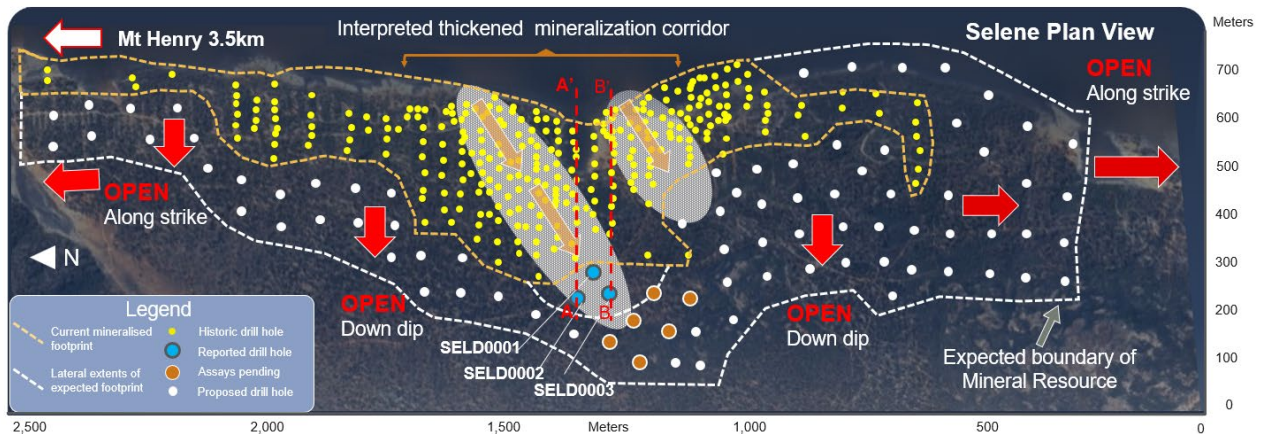 Mt Henry 3.5km
Interpreted thickened mineralization corridor
Selene Plan View
Meters
700
600
500
400
300
200
100
0
OPEN
Along strike
A'
B'
OPEN
Along strike
N
OPEN
Down dip
A
B
SELD0001
SELD0002
SELD0003
OPEN
Down dip
Expected boundary of
Mineral Resource
Legend
Current mineralised
footprint
Lateral extents of
expected footprint
Historic drill hole
Reported drill hole
Assays pending
Proposed drill hole
2,500
2,000
1,500
Meters
1,000
500
0